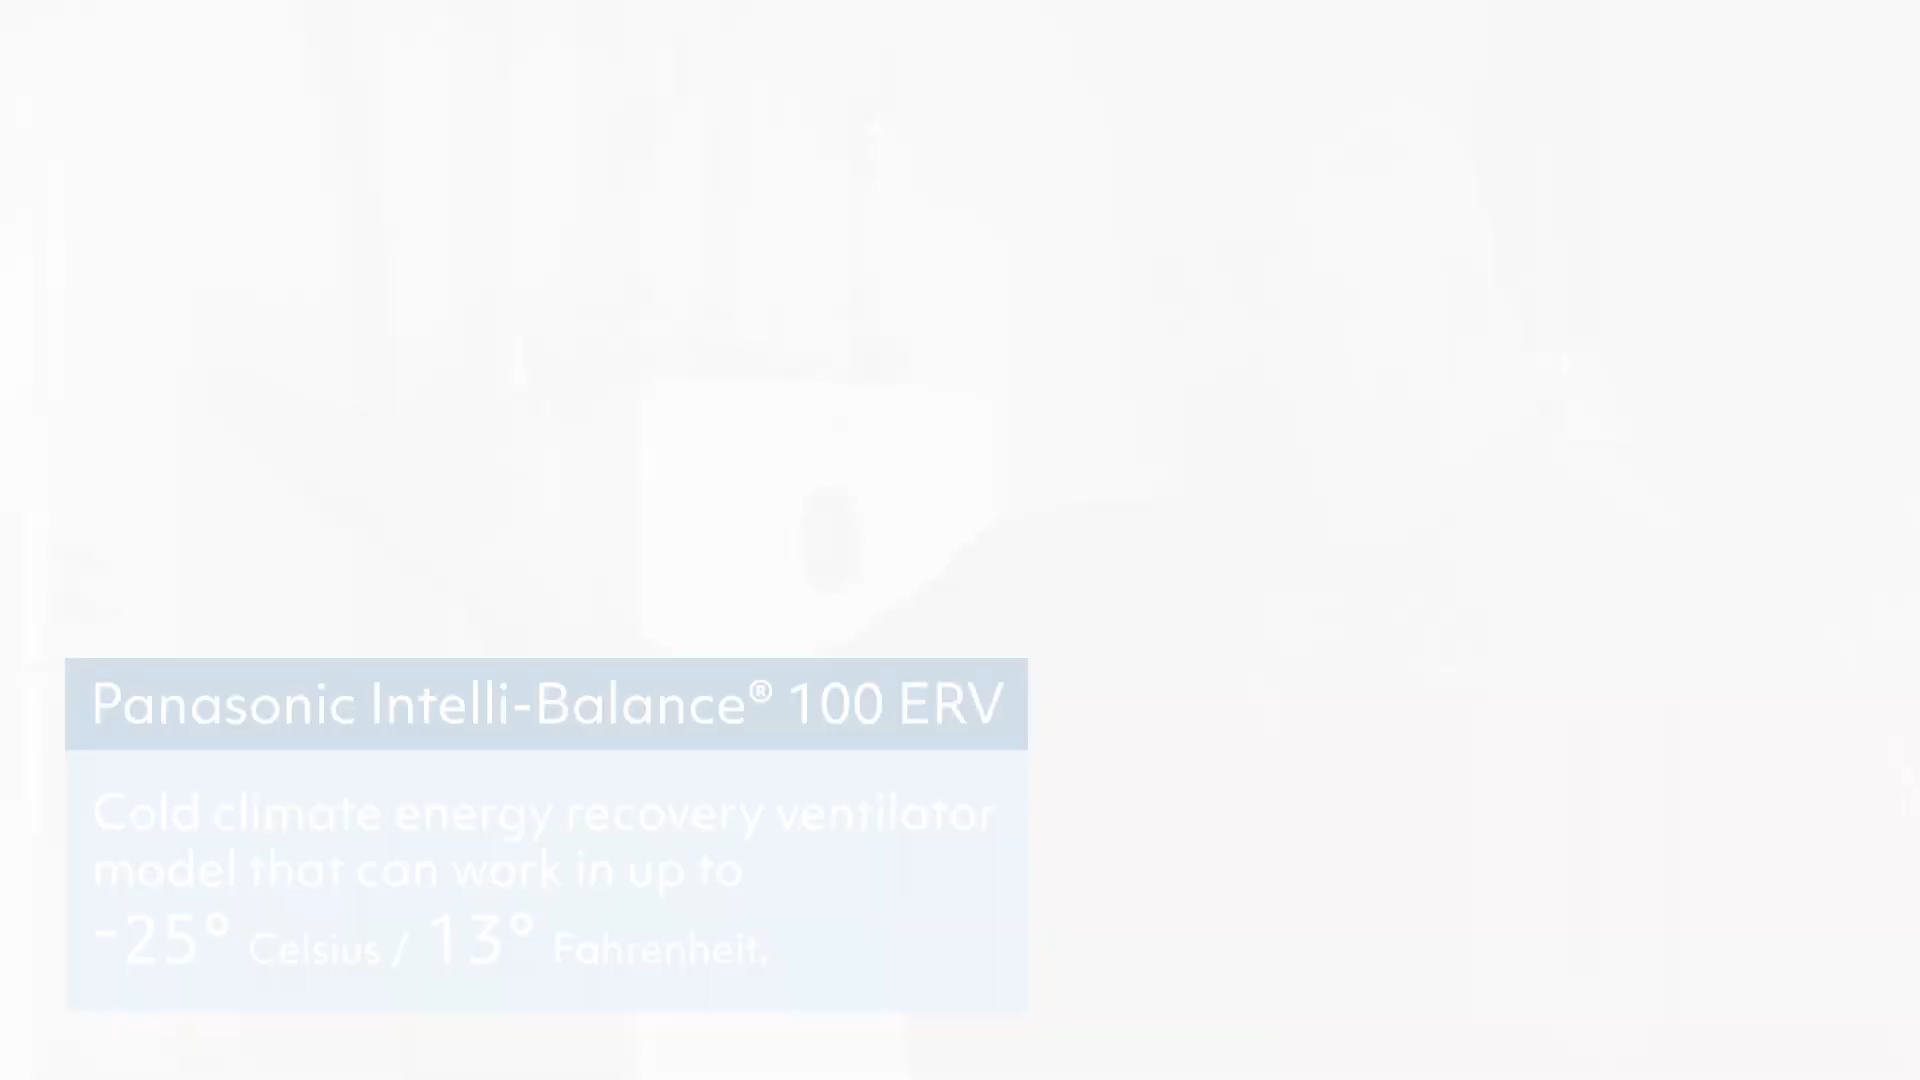 Panasonic Intelli-Balance® 100 ERV
Cold climate energy recovery ventilator
model that can work in up to
-25° Celsius / 13° Fahrenheit.